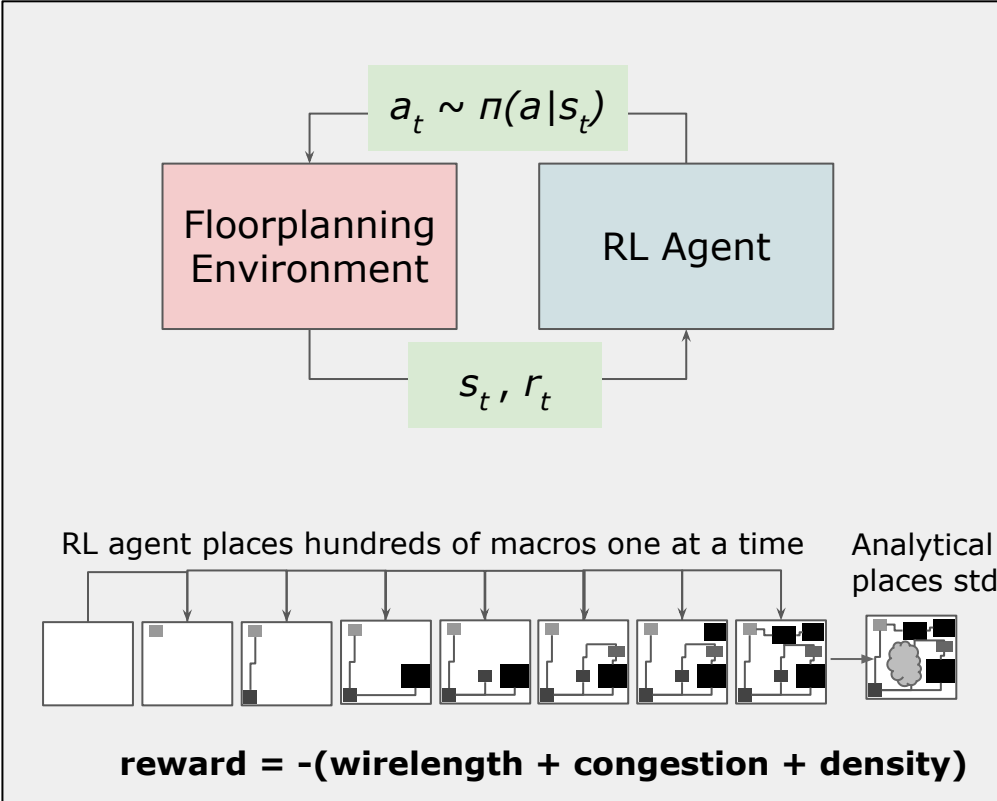 a_t ~ π(a|s_t)
Floorplanning
Environment
RL Agent
s_t , r_t
RL agent places hundreds of macros one at a time
Analytical
places std
reward = -(wirelength + congestion + density)